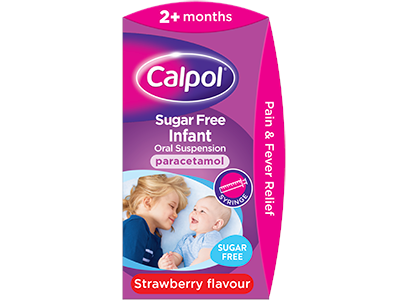 2+ months
Calpol®
Sugar Free
Infant
Oral Suspension
paracetamol
SYRINGE
SUGAR
FREE
Strawberry flavour
Pain & Fever Relief